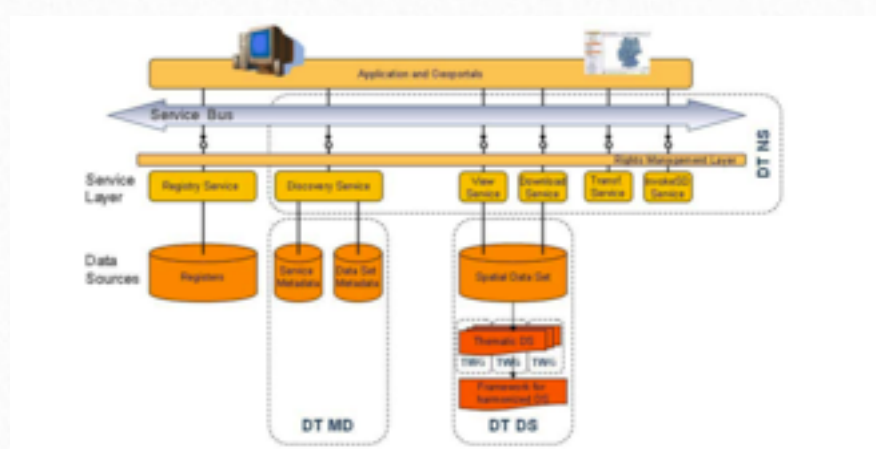 Application and Geoportals
Service Bus
Rights Management Layer
DT NS
Service
Layer
Registry Service
Discovery Service
View
Service
Download
Service
Transf.
Service
InvokeSD
Service
Data
Sources
Registers
Service
Metadata
Data Set
Metadata
Spatial Data Set
Thematic DS
TWG
TWG
TWG
Framework for
harmonized DS
DT MD
DT DS